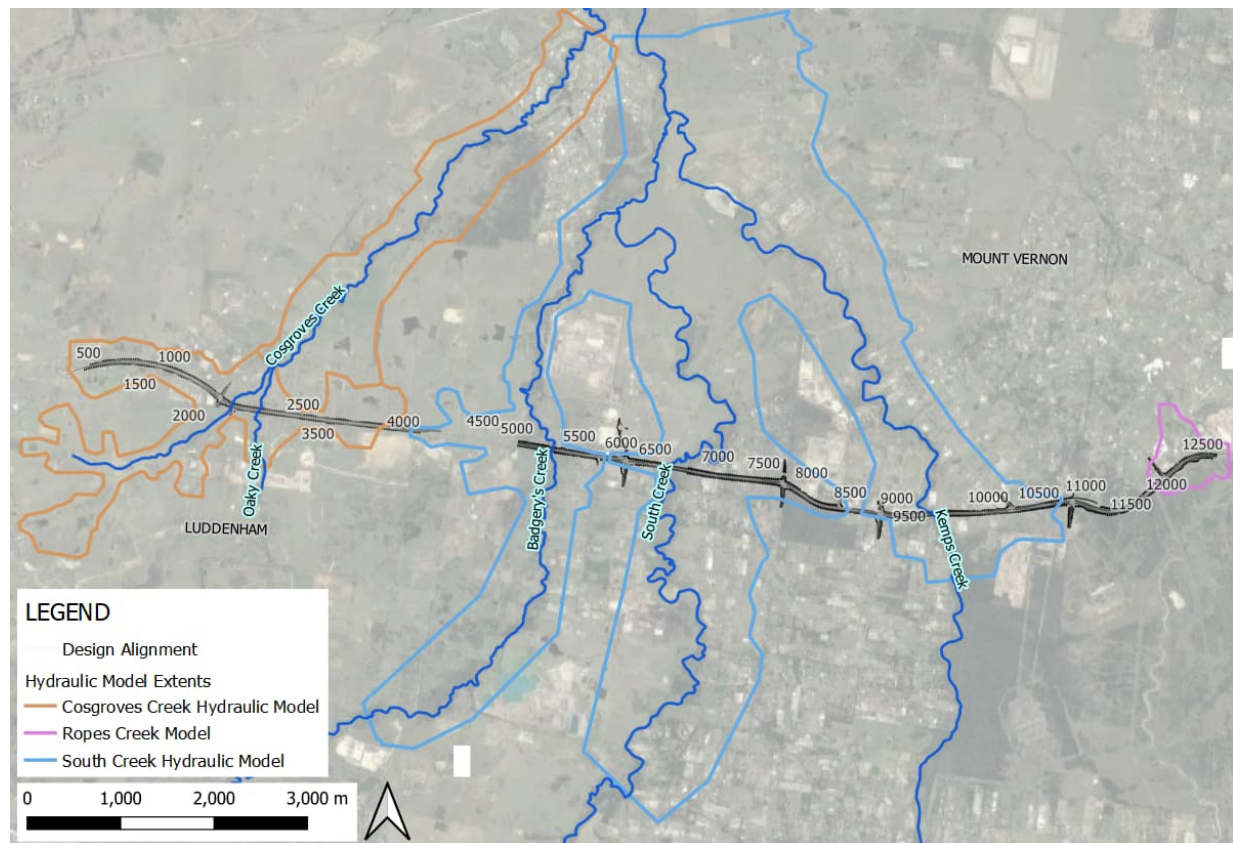 MOUNT VERNON
Cosgroves Creek
500
1000
1500
2000
2500
3500
4000
4500
5000
5500
6000
6500
7000
7500
8000
8500
9000
9500
10000
10500
11000
11500
12000
12500
Oaky Creek
Badgery's Creek
South Creek
Kemps Creek
LUDDENHAM
LEGEND
Design Alignment
Hydraulic Model Extents
Cosgroves Creek Hydraulic Model
Ropes Creek Model
South Creek Hydraulic Model
0 1,000 2,000 3,000 m